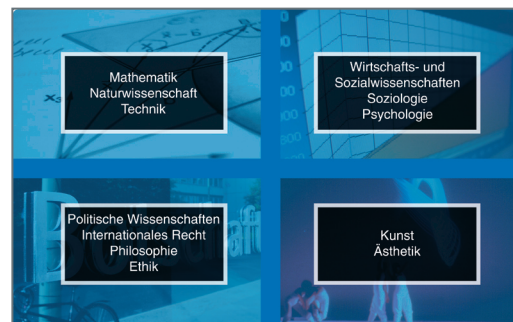 Mathematik
Naturwissenschaft
Technik
Wirtschafts- und
Sozialwissenschaften
Soziologie
Psychologie
Politische Wissenschaften
Internationales Recht
Philosophie
Ethik
Kunst
Ästhetik